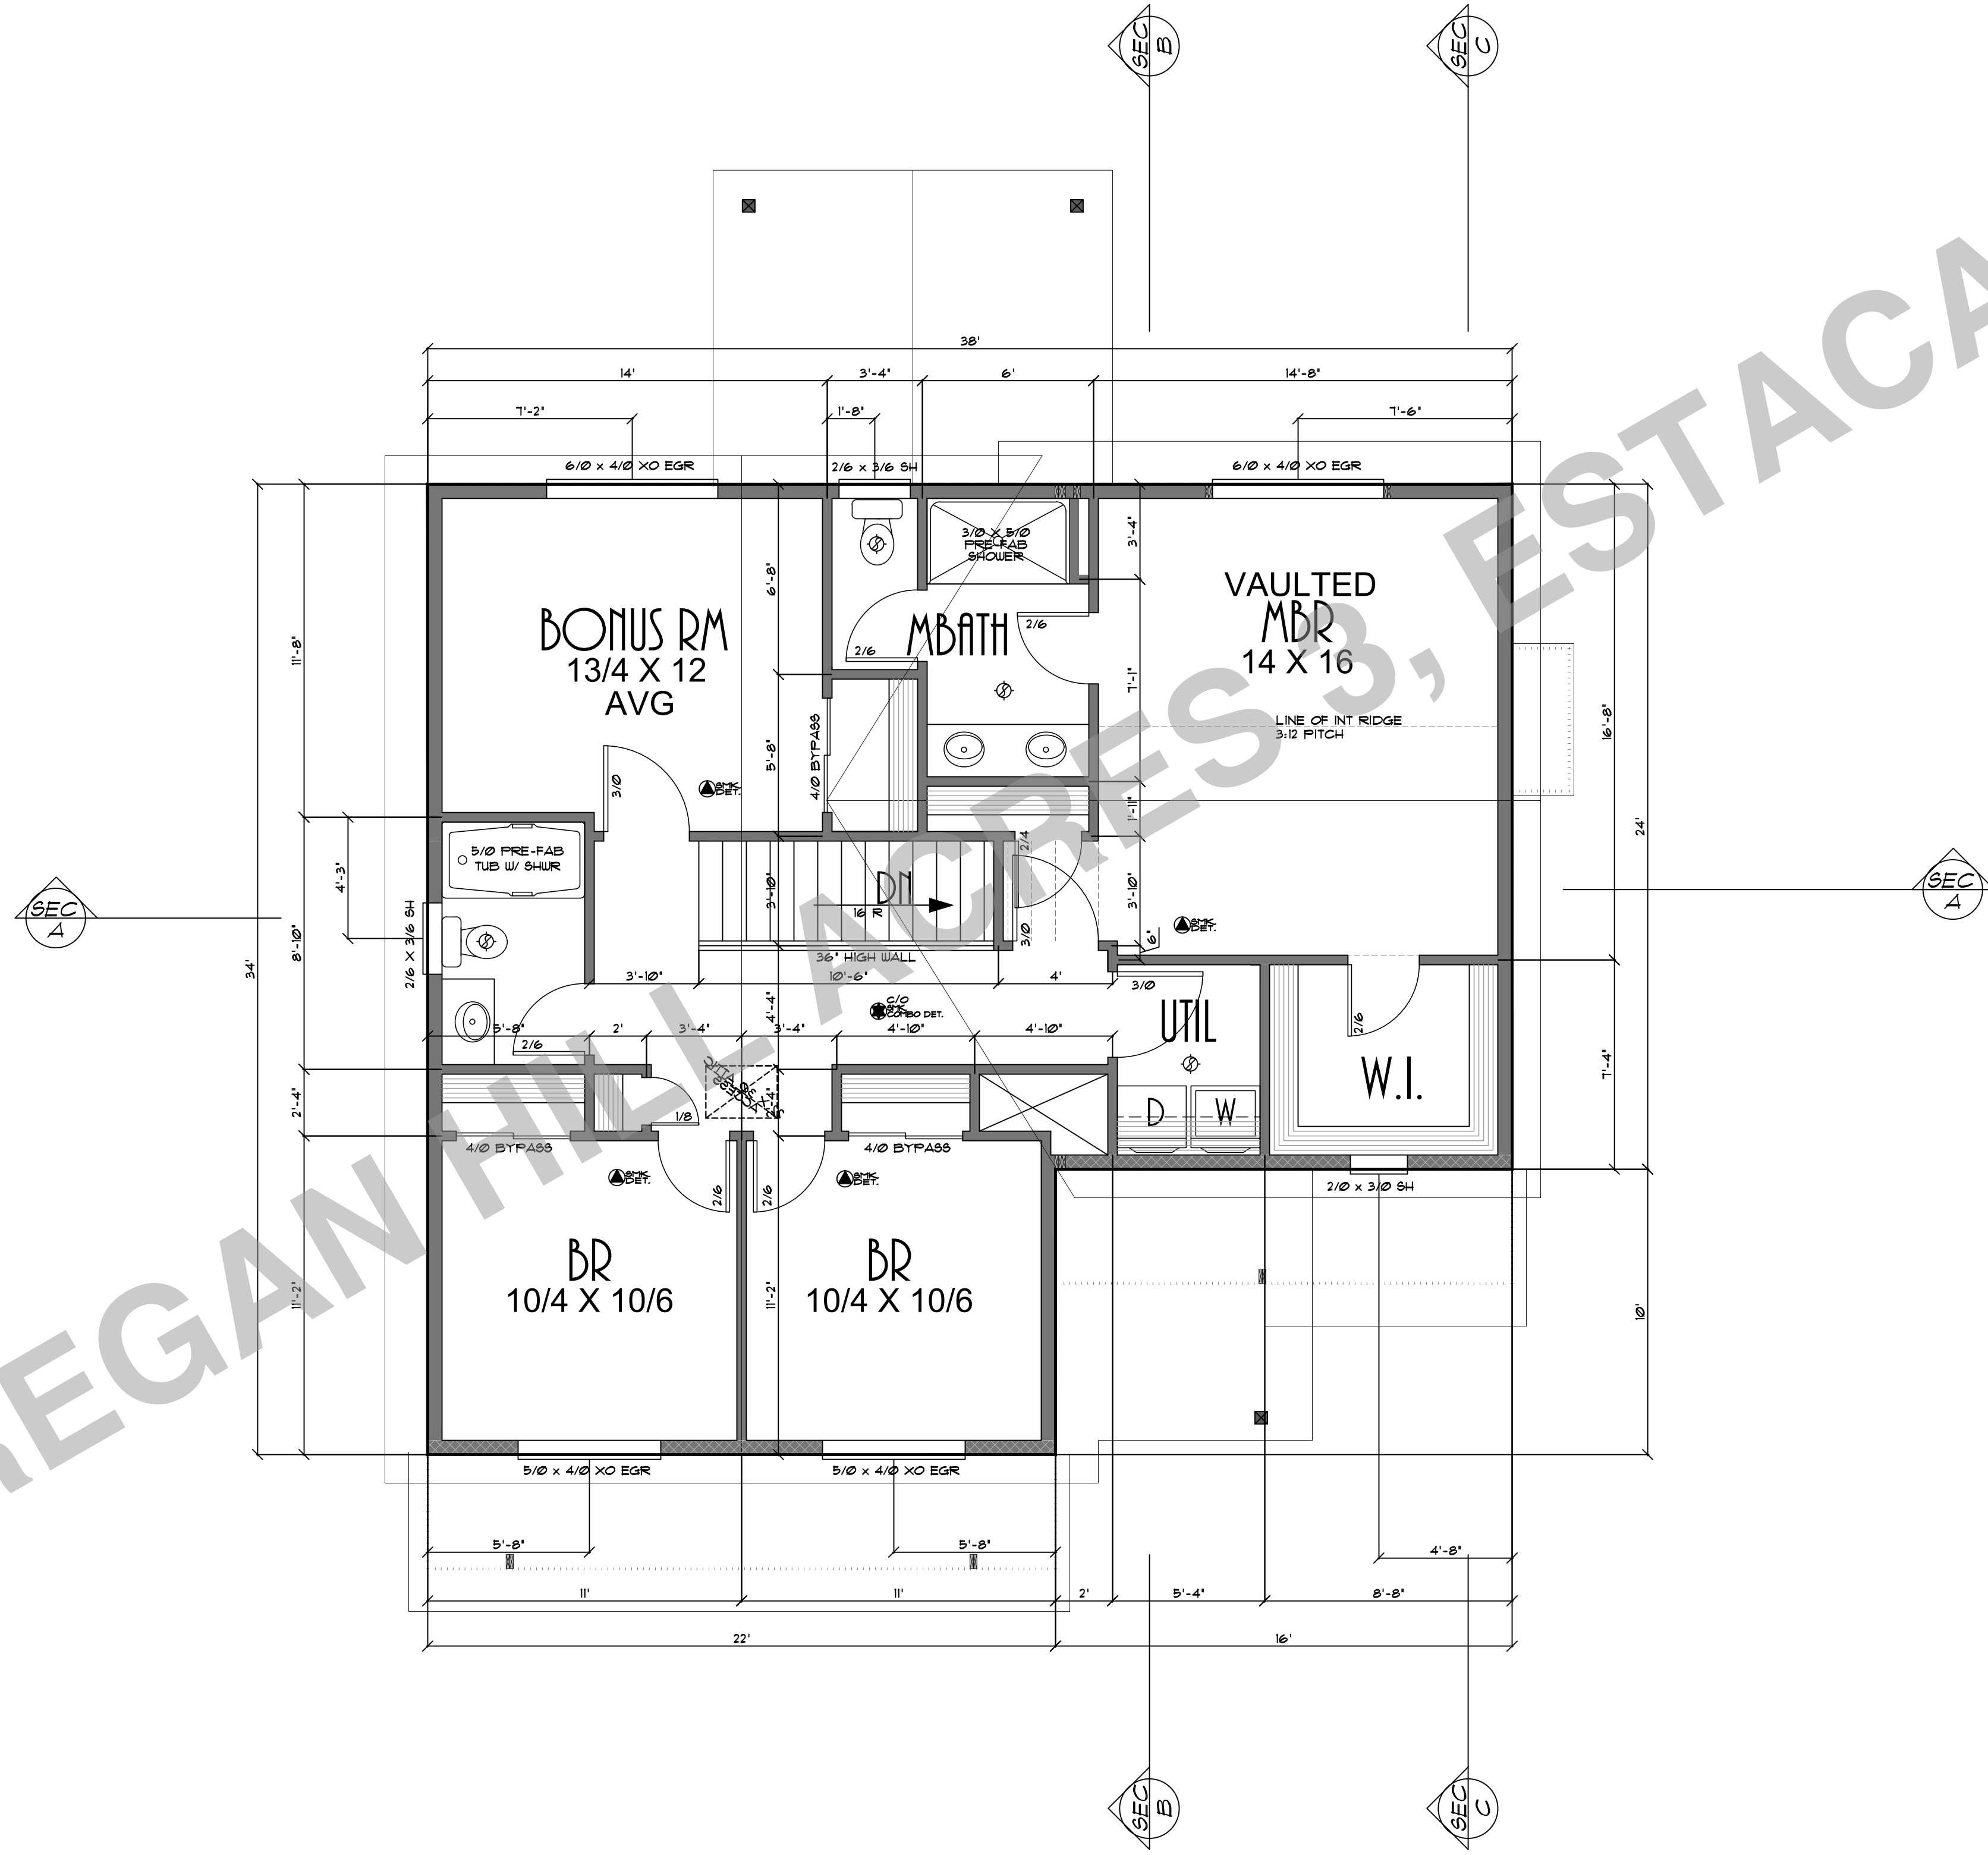 SEC B
SEC C
38'
14'
3'-4"
6'
14'-8"
7'-2"
1'-8"
7'-6"
6/0 x 4/0 XO EGR
2/6 x 3/6 SH
6/0 x 4/0 XO EGR
3/0 X 5/0
PRE-FAB
SHOWER
3'-4"
6'-8"
11'-8"
BONUS RM
13/4 X 12
AVG
MBATH
2/6
2/6
VAULTED
MBR
14 X 16
7'-1"
16'-8"
LINE OF INT RIDGE
3:12 PITCH
5'-8"
4/0 BYPASS
3/0
SMK.
DET.
1'-11"
24'
5/0 PRE-FAB
TUB W/ SHWR
4'-3"
2/4
DN
16 R
3'-10"
3'-10"
3/0
SMK.
DET.
6"
SEC A
SEC A
2/6 X 3/6 SH
8'-10"
34'
36" HIGH WALL
3'-10"
10'-6"
4'
3/0
C/O
SMK.
COMBO DET.
4'-4"
UTIL
2/6
5'-8"
2'
3'-4"
3'-4"
4'-10"
4'-10"
2/6
7'-4"
W.I.
D
W
2'-4"
2'-4"
1/8
4/0 BYPASS
4/0 BYPASS
SMK.
DET.
SMK.
DET.
2/6
2/6
2/0 x 3/0 SH
BR
10/4 X 10/6
BR
10/4 X 10/6
11'-2"
11'-2"
10'
5/0 x 4/0 XO EGR
5/0 x 4/0 XO EGR
5'-8"
5'-8"
4'-8"
11'
11'
2'
5'-4"
8'-8"
22'
16'
SEC B
SEC C
REGAN HILL ACRES 3, ESTACA